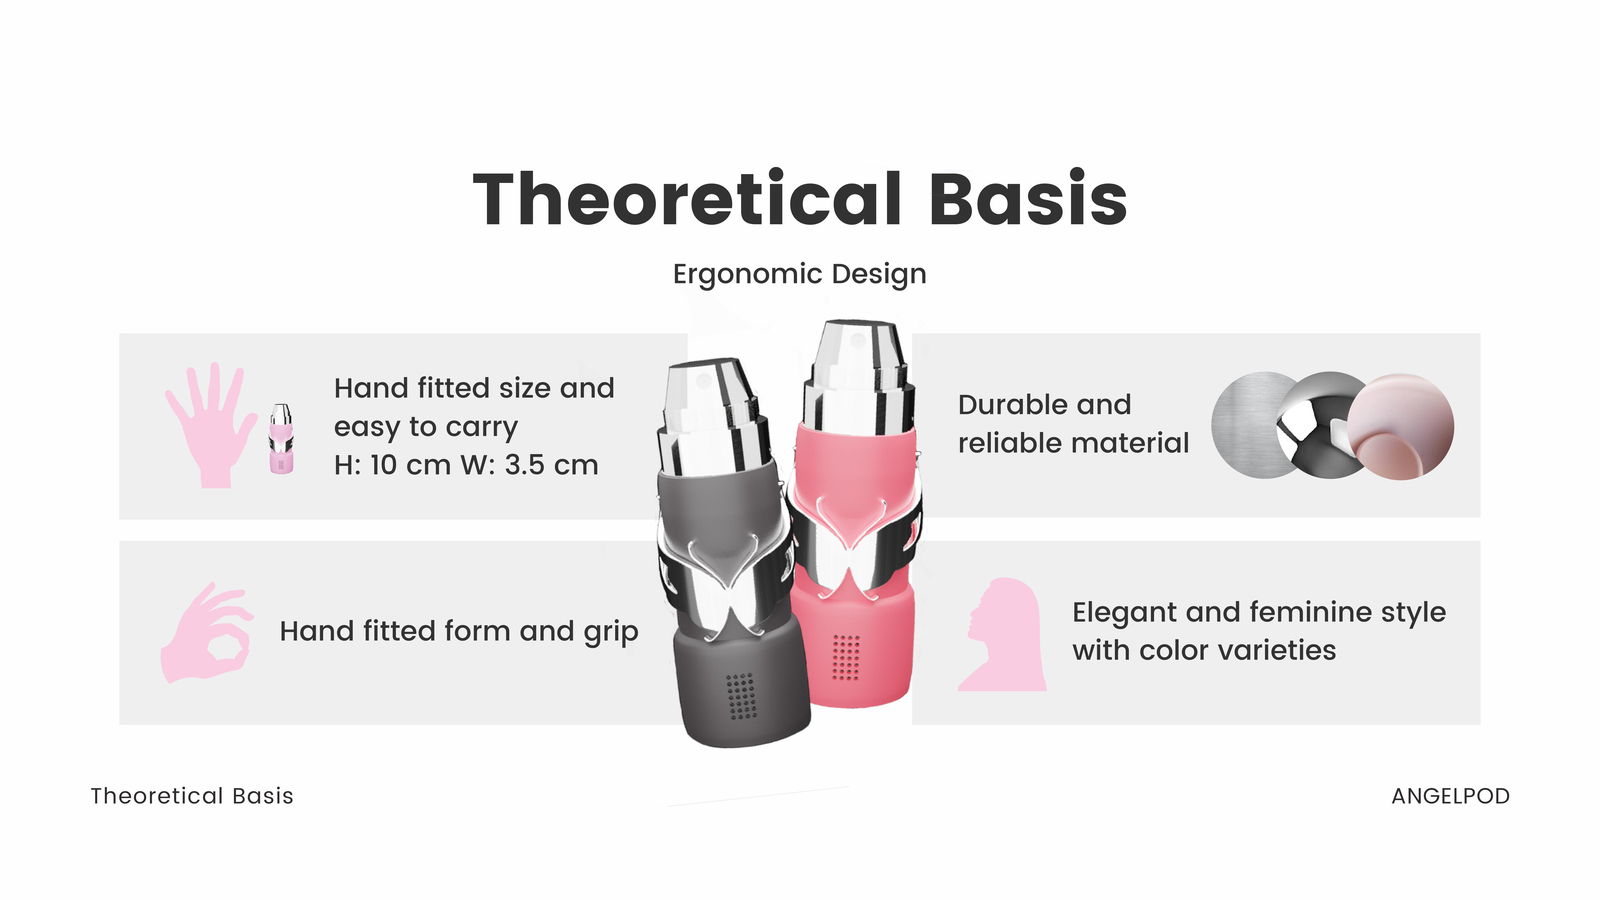 Theoretical Basis
Ergonomic Design
Hand fitted size and
easy to carry
H: 10 cm W: 3.5 cm
Durable and
reliable material
Hand fitted form and grip
Elegant and feminine style
with color varieties
Theoretical Basis
ANGELPOD